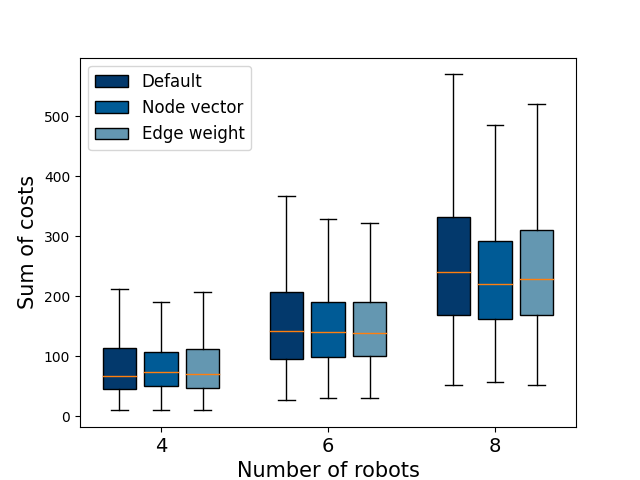 Default
Node vector
Edge weight
Sum of costs
500
400
300
200
100
0
4 6 8
Number of robots